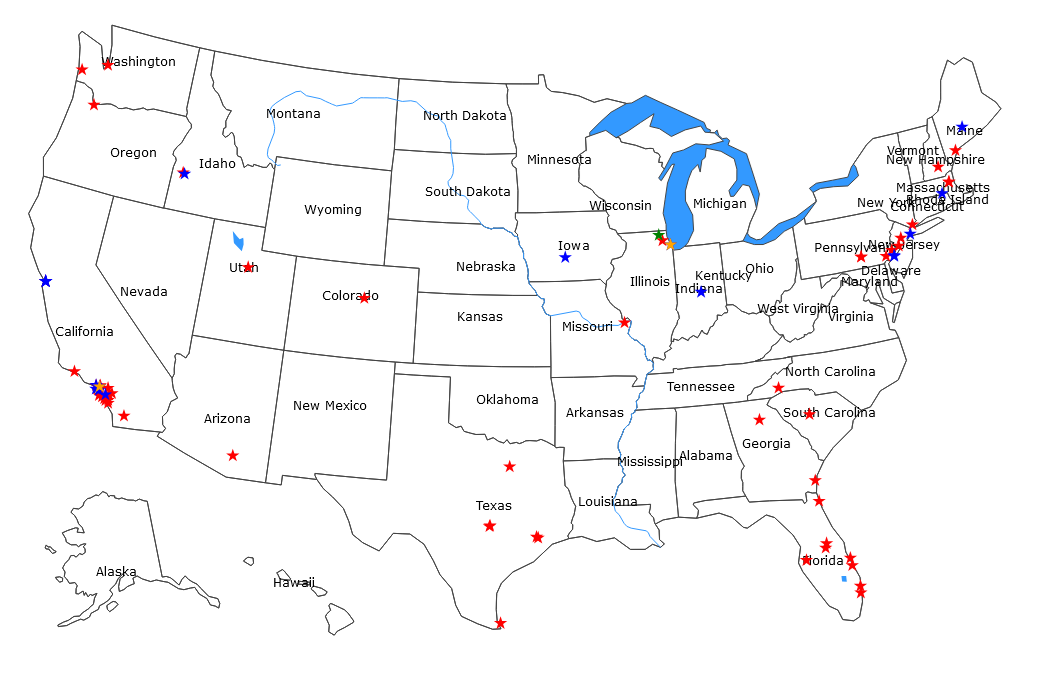 Washington
Montana
North Dakota
Maine
Oregon
Idaho
Minnesota
Vermont
New Hampshire
South Dakota
Massachusetts
Wyoming
Wisconsin
Michigan
New York
Rhode Island
Connecticut
Iowa
Pennsylvania
New Jersey
Utah
Nebraska
Ohio
Delaware
Nevada
Colorado
Illinois
Kentucky
Indiana
Maryland
Kansas
West Virginia
Virginia
California
Missouri
North Carolina
Tennessee
New Mexico
Oklahoma
Arkansas
South Carolina
Arizona
Georgia
Mississippi
Alabama
Texas
Louisiana
Florida
Alaska
Hawaii